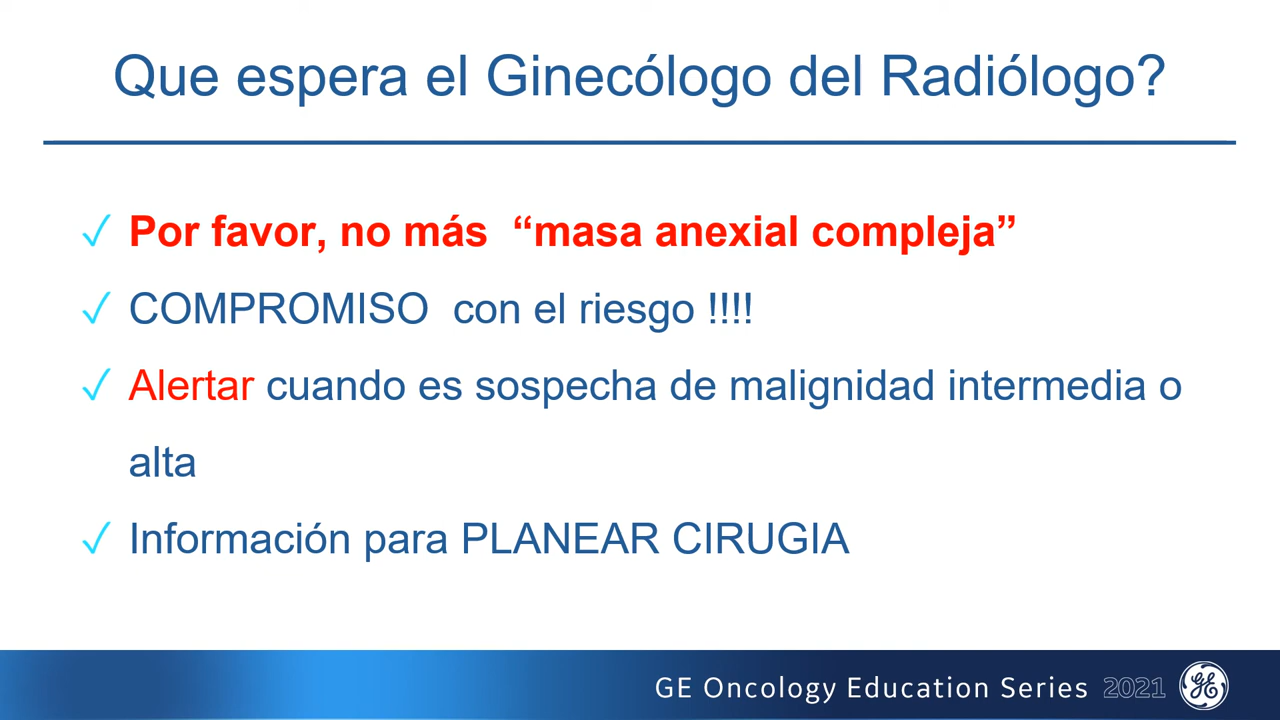 Que espera el Ginecólogo del Radiólogo?
✓ Por favor, no más “masa anexial compleja”
✓ COMPROMISO con el riesgo !!!!
✓ Alertar cuando es sospecha de malignidad intermedia o
alta
✓ Información para PLANEAR CIRUGIA
GE Oncology Education Series 2021